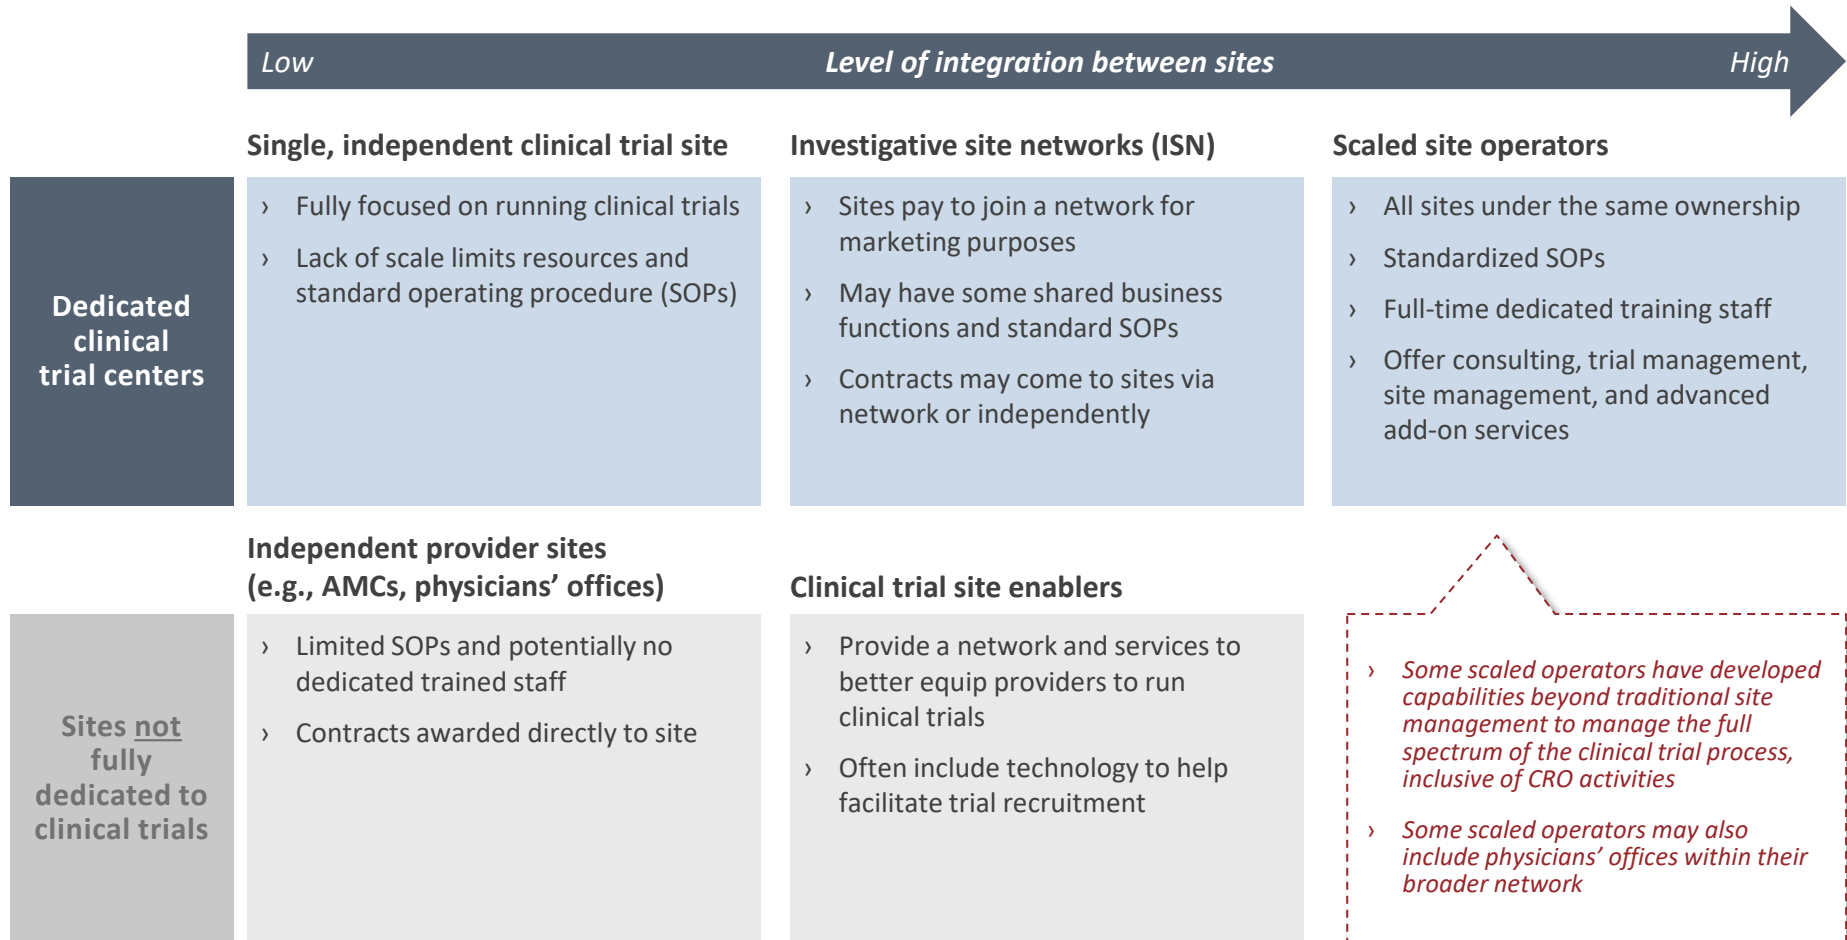 Low
Level of integration between sites
High
Single, independent clinical trial site
Investigative site networks (ISN)
Scaled site operators
Dedicated
clinical
trial centers
› Fully focused on running clinical trials
› Lack of scale limits resources and
standard operating procedure (SOPs)
› Sites pay to join a network for
marketing purposes
› May have some shared business
functions and standard SOPs
› Contracts may come to sites via
network or independently
› All sites under the same ownership
› Standardized SOPs
› Full-time dedicated training staff
› Offer consulting, trial management,
site management, and advanced
add-on services
Independent provider sites
(e.g., AMCs, physicians’ offices)
Clinical trial site enablers
Sites not
fully
dedicated to
clinical trials
› Limited SOPs and potentially no
dedicated trained staff
› Contracts awarded directly to site
› Provide a network and services to
better equip providers to run
clinical trials
› Often include technology to help
facilitate trial recruitment
› Some scaled operators have developed
capabilities beyond traditional site
management to manage the full
spectrum of the clinical trial process,
inclusive of CRO activities
› Some scaled operators may also
include physicians’ offices within their
broader network